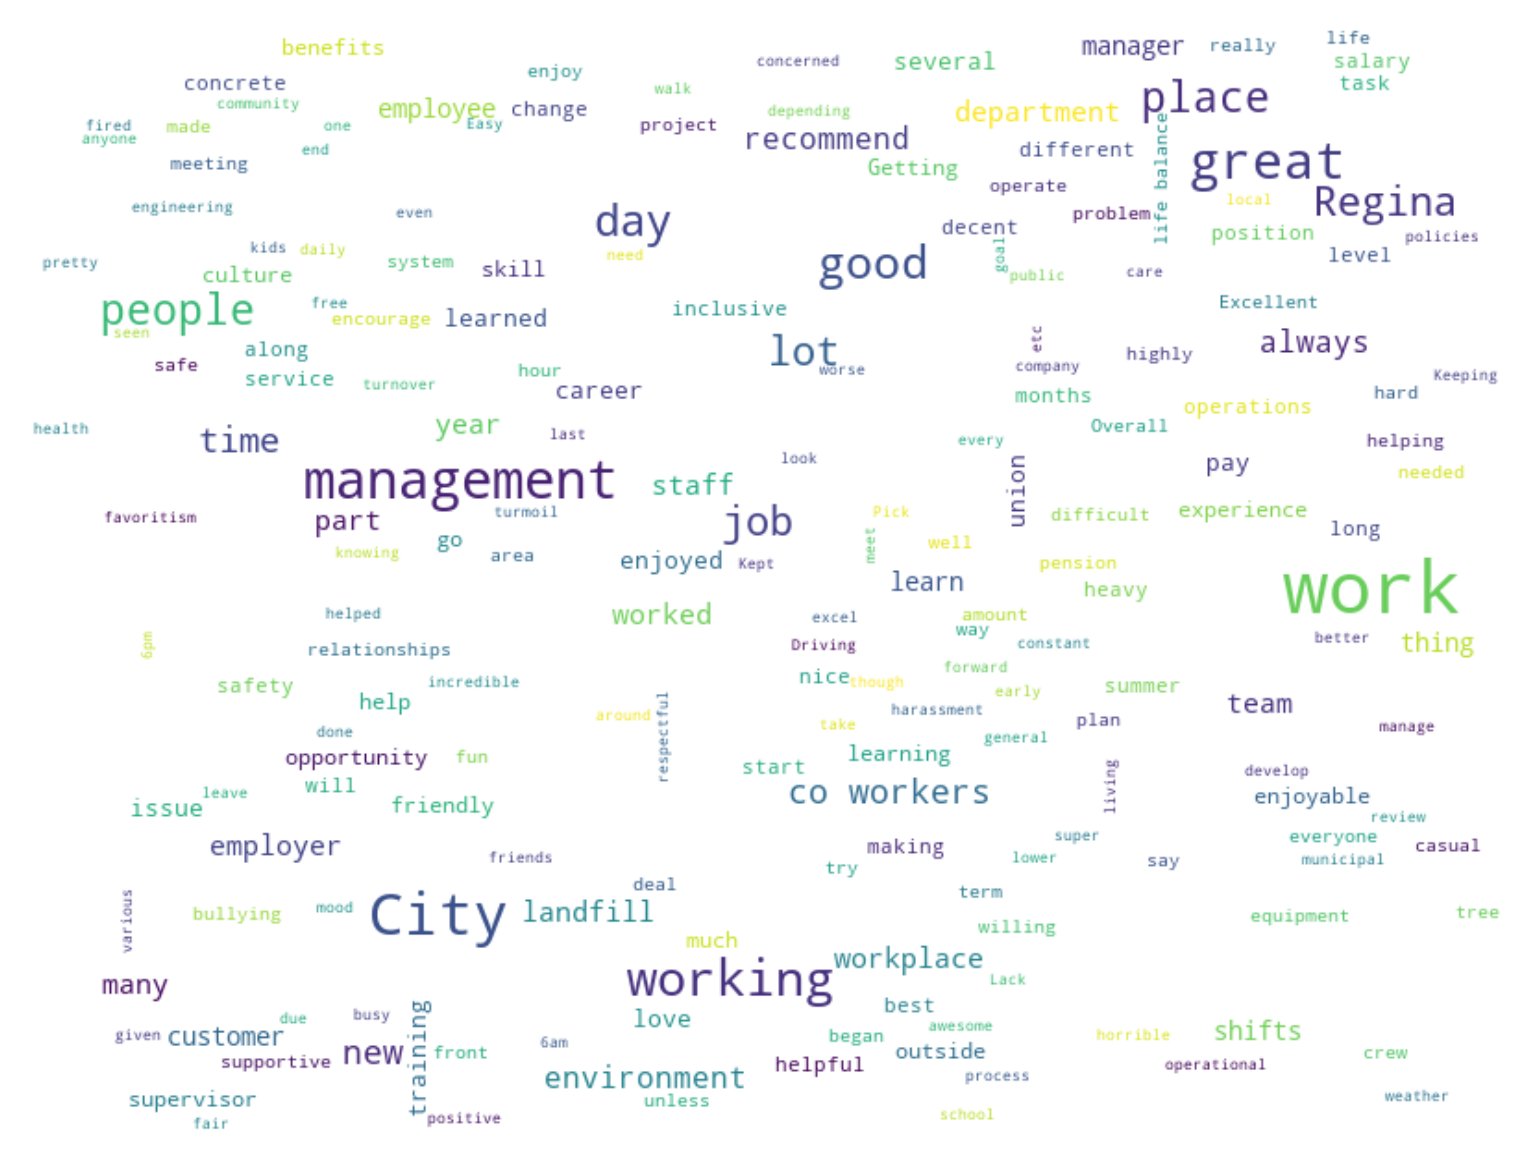 life
manager
really
benefits
concerned
several
salary
enjoy
concrete
walk
task
place
community
employee
change
depending
department
fired
made
one
Easy
project
recommend
anyone
end
different
life balance
meeting
Getting
great
operate
local
Regina
engineering
even
day
problem
decent
position
policies
kids
daily
need
goal
level
pretty
culture
system
skill
good
public
care
people
free
inclusive
Excellent
seen
encourage
learned
etc
along
lot
always
safe
worse
company
highly
service
turnover
hour
career
Keeping
months
hard
operations
health
time
year
last
every
Overall
helping
look
union
pay
needed
management
staff
favoritism
part
turmoil
job
Pick
difficult
experience
long
knowing
go
area
enjoyed
Kept
meet
well
pension
learn
heavy
work
helped
worked
excel
amount
way
6pm
relationships
Driving
constant
better
thing
safety
incredible
nice
though
forward
summer
help
respectful
early
around
harassment
team
done
take
plan
manage
opportunity
fun
start
learning
general
leave
will
co workers
living
develop
issue
friendly
enjoyable
review
employer
friends
making
super
everyone
casual
try
lower
say
municipal
deal
term
various
bullying
mood
City
landfill
equipment
tree
much
willing
many
working
workplace
Lack
due
busy
training
love
best
given
customer
6am
began
awesome
horrible
shifts
supportive
new
front
helpful
outside
operational
crew
environment
process
supervisor
unless
weather
fair
positive
school